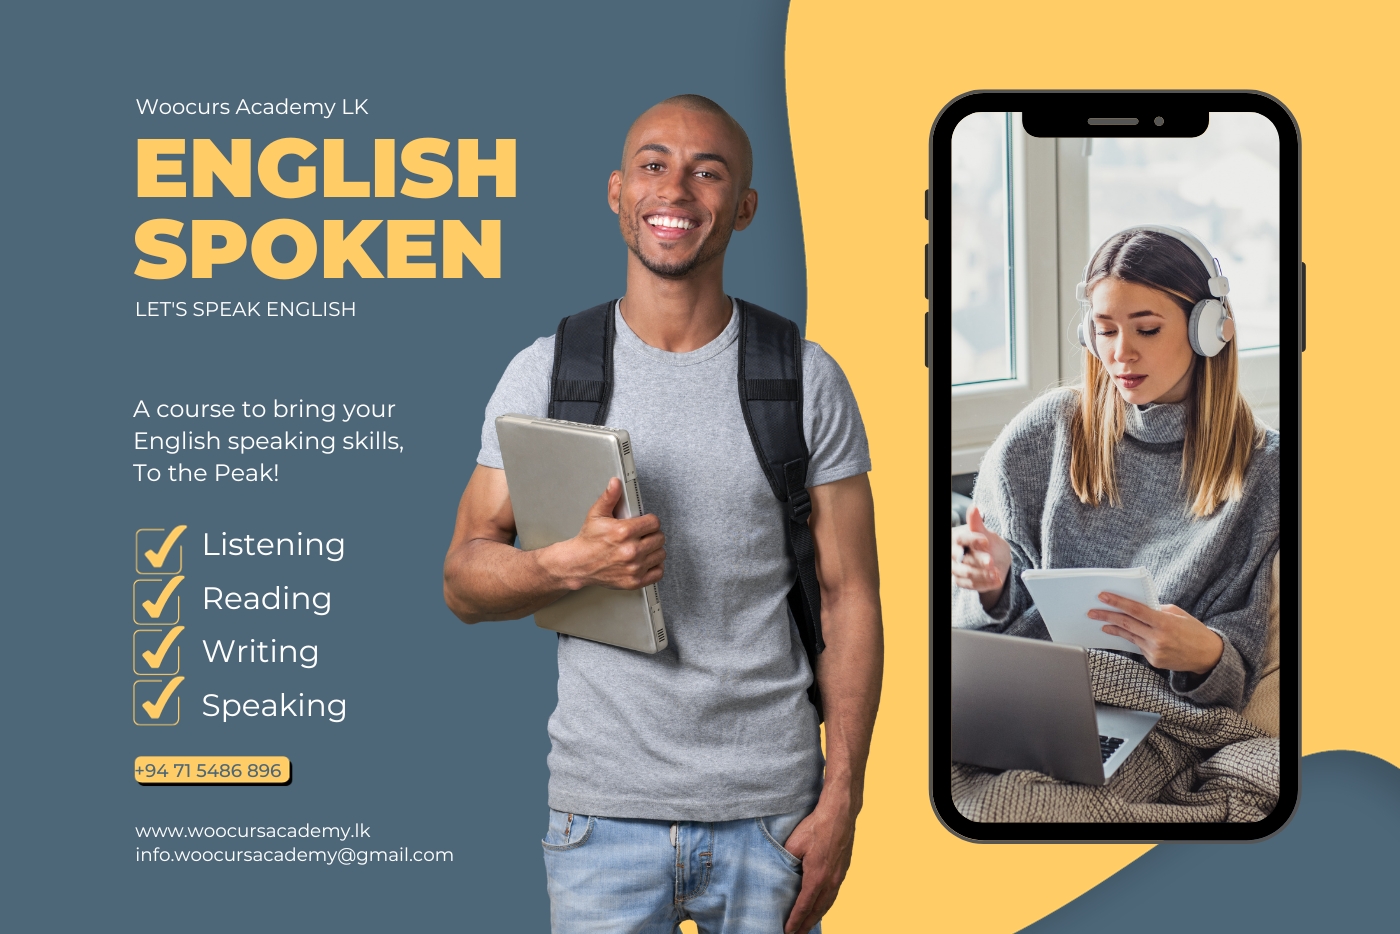 Woocurs Academy LK
ENGLISH
SPOKEN
LET'S SPEAK ENGLISH
A course to bring your
English speaking skills,
To the Peak!
Listening
Reading
Writing
Speaking
+94 71 5486 896
www.woocursacademy.lk
info.woocursacademy@gmail.com